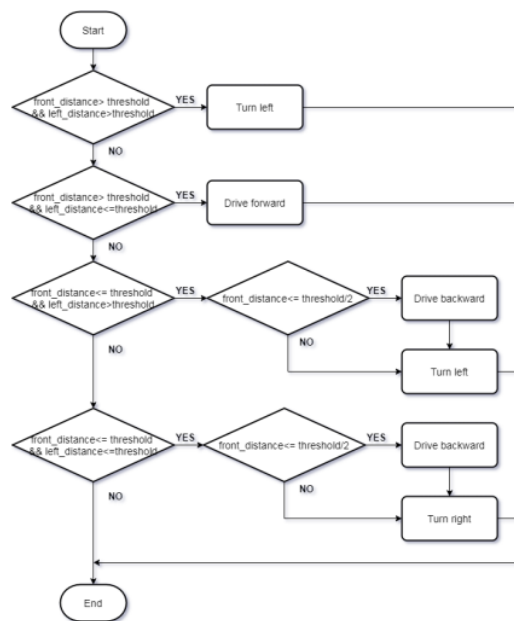 Start
front_distance> threshold
&& left_distance>threshold
YES
Turn left
NO
front_distance> threshold
&& left_distance<=threshold
YES
Drive forward
NO
front_distance<= threshold
&& left_distance>threshold
YES
front_distance<= threshold/2
YES
Drive backward
NO
NO
Turn left
front_distance<= threshold
&& left_distance<=threshold
YES
front_distance<= threshold/2
YES
Drive backward
NO
NO
Turn right
End